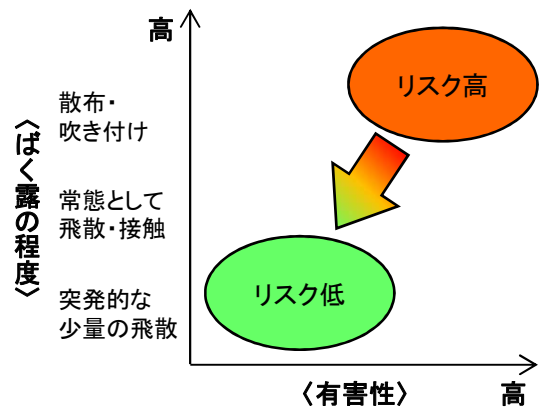 高
散布・
吹き付け
〈ばく露の程度〉
常態として
飛散・接触
突発的な
少量の飛散
リスク高
リスク低
〈有害性〉
高